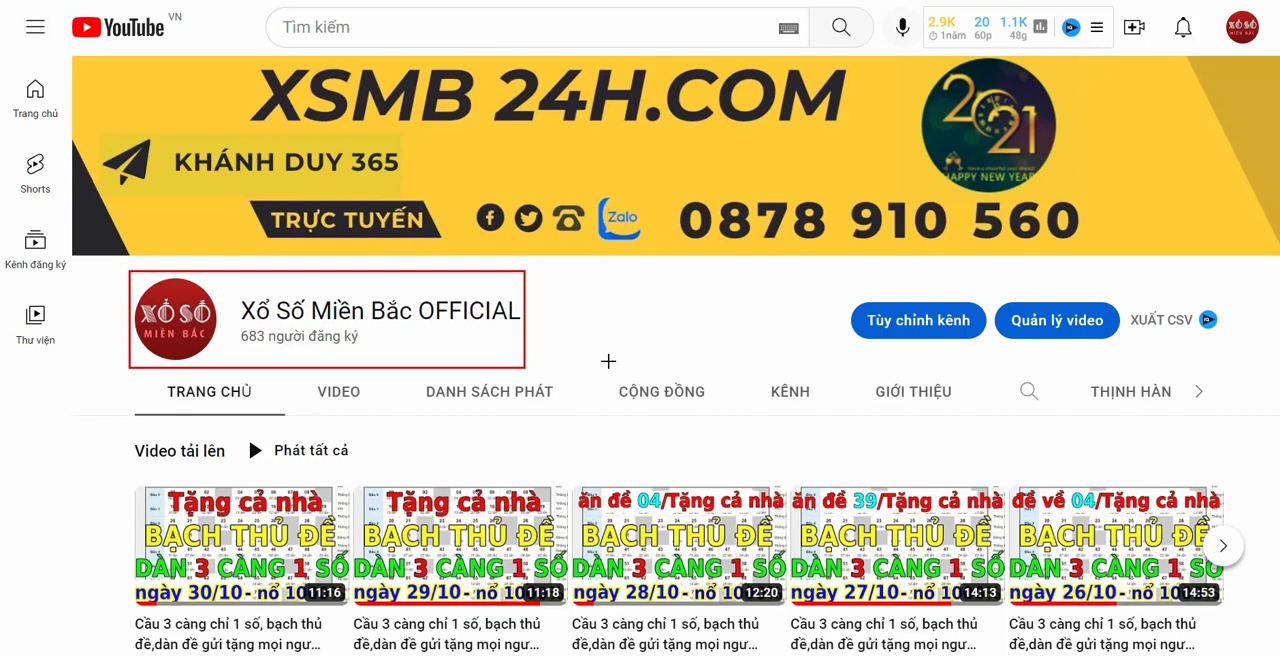 YouTube VN
Tìm kiếm
2.9K 20 1.1K
1năm 60p 48g
Trang chủ
Shorts
Kênh đăng ký
Thư viện
XSMB 24H.COM
KHÁNH DUY 365
2021
HAPPY NEW YEAR
TRỰC TUYẾN
Zalo
0878 910 560
XỔ SỐ
MIỀN BẮC
Xổ Số Miền Bắc OFFICIAL
683 người đăng ký
Tùy chỉnh kênh
Quản lý video
XUẤT CSV
TRANG CHỦ VIDEO DANH SÁCH PHÁT CỘNG ĐỒNG KÊNH GIỚI THIỆU THỊNH HÀN
Video tải lên
Phát tất cả
Tặng cả nhà
BẠCH THỦ ĐỀ
DÀN 3 CÀNG 1 SỐ
ngày 30/10- nổ 10
11:16
Cầu 3 càng chỉ 1 số, bạch thủ
đề,dàn đề gửi tặng mọi ngư...
Tặng cả nhà
BẠCH THỦ ĐỀ
DÀN 3 CÀNG 1 SỐ
ngày 29/10- nổ 10
11:18
Cầu 3 càng chỉ 1 số, bạch thủ
đề,dàn đề gửi tặng mọi ngư...
ăn đề 04/Tặng cả nhà
BẠCH THỦ ĐỀ
DÀN 3 CÀNG 1 SỐ
ngày 28/10- nổ 10
12:20
Cầu 3 càng chỉ 1 số, bạch thủ
đề,dàn đề gửi tặng mọi ngư...
ăn đề 39/Tặng cả nhà
BẠCH THỦ ĐỀ
DÀN 3 CÀNG 1 SỐ
ngày 27/10- nổ 10
14:13
Cầu 3 càng chỉ 1 số, bạch thủ
đề,dàn đề gửi tặng mọi ngư...
đề về 04/Tặng cả nhà
BẠCH THỦ ĐỀ
DÀN 3 CÀNG 1 SỐ
ngày 26/10- nổ 10
14:53
Cầu 3 càng chỉ 1 số, bạch thủ
đề,dàn đề gửi tặng mọi ngư...